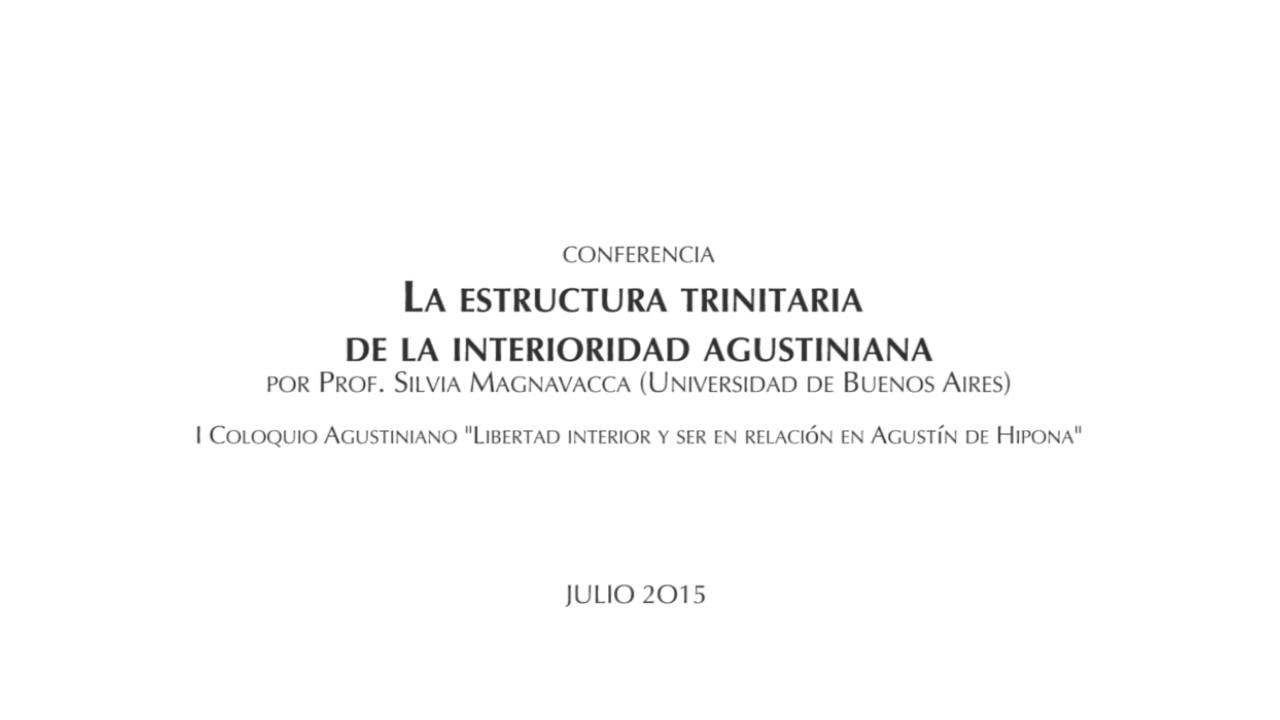 CONFERENCIA
LA ESTRUCTURA TRINITARIA
DE LA INTERIORIDAD AGUSTINIANA
POR PROF. SILVIA MAGNAVACCA (UNIVERSIDAD DE BUENOS AIRES)
I COLOQUIO AGUSTINIANO "LIBERTAD INTERIOR Y SER EN RELACIÓN EN AGUSTÍN DE HIPONA"
JULIO 2015